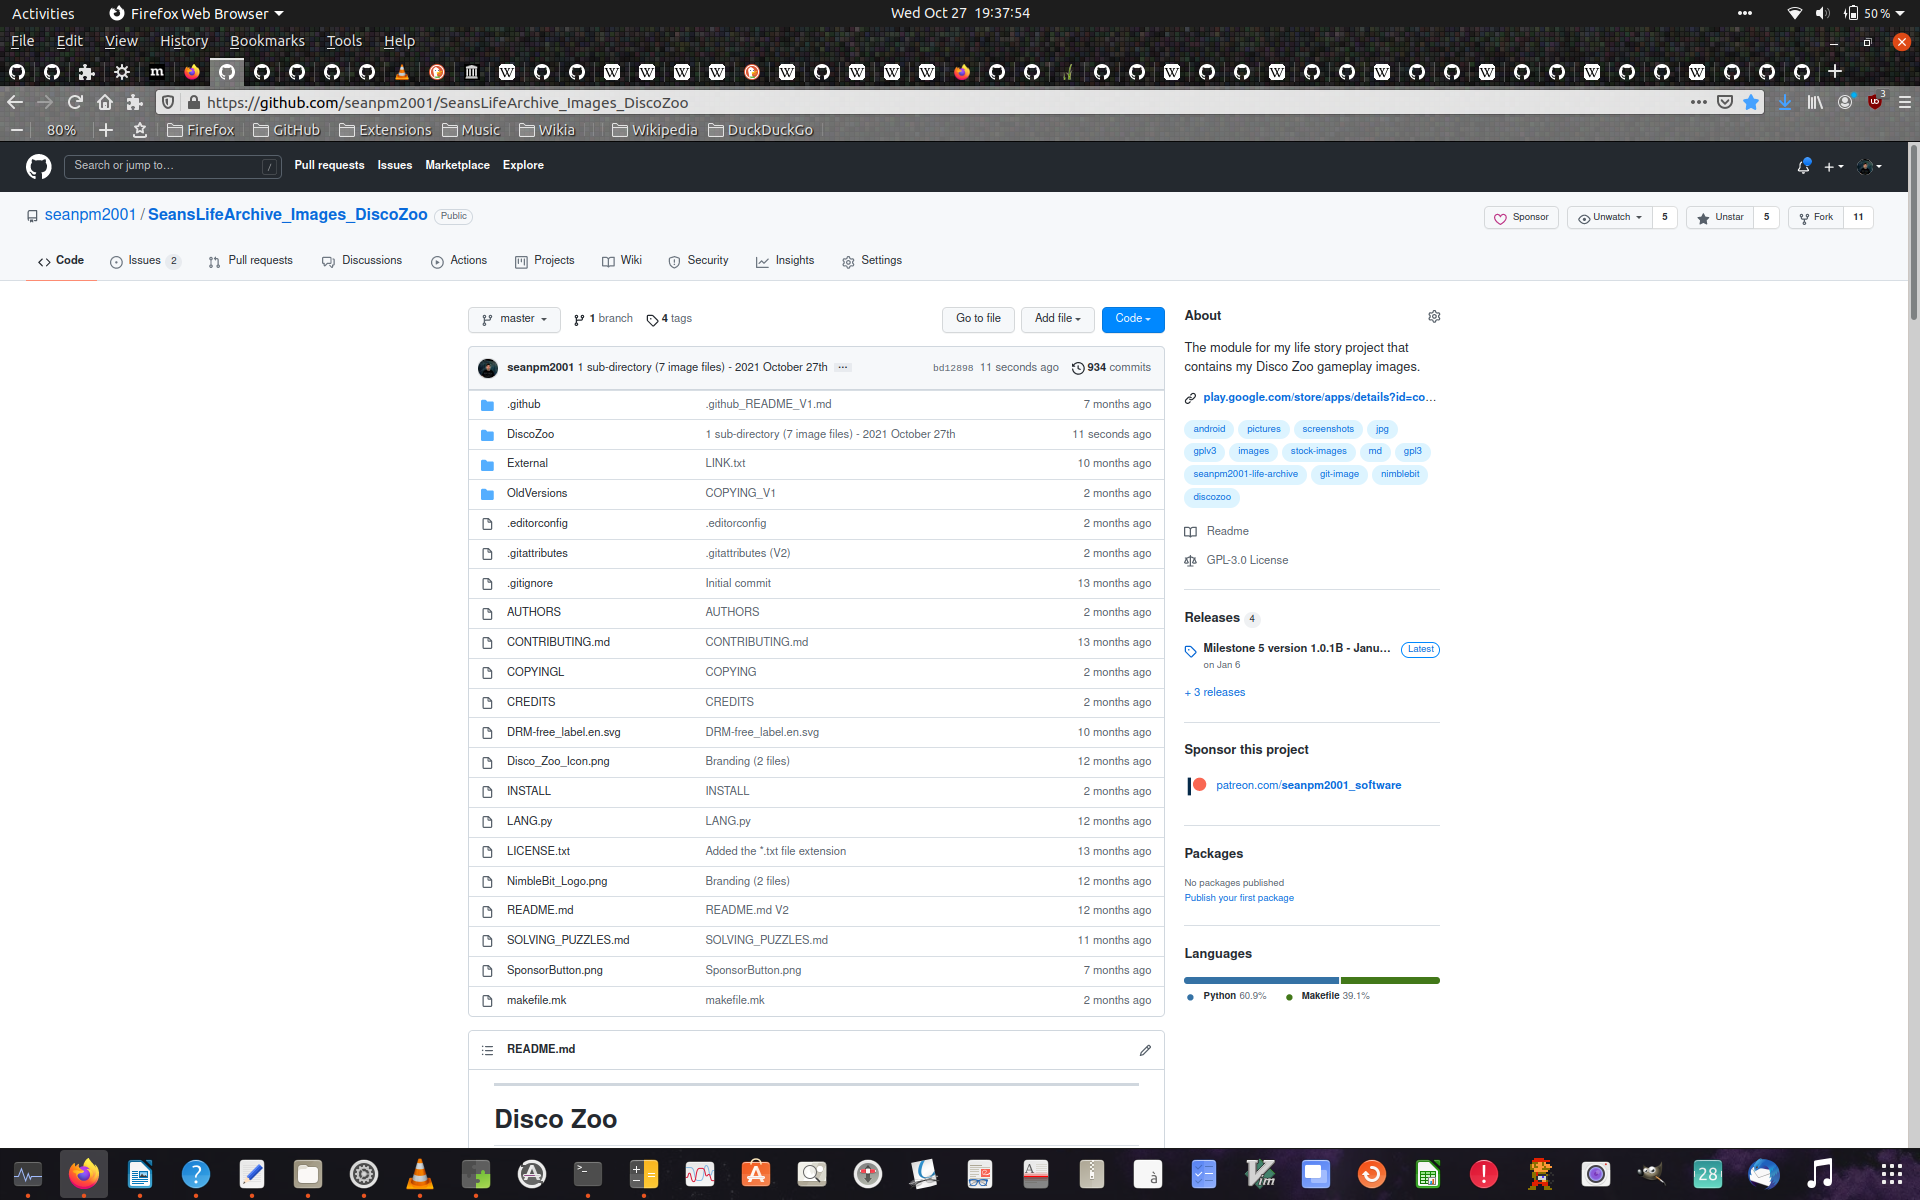 Activities Firefox Web Browser Wed Oct 27 19:37:54 50 %
File Edit View History Bookmarks Tools Help
https://github.com/seanpm2001/SeansLifeArchive_Images_DiscoZoo 3
80% Firefox GitHub Extensions Music Wikia Wikipedia DuckDuckGo
Search or jump to… / Pull requests Issues Marketplace Explore
seanpm2001 / SeansLifeArchive_Images_DiscoZoo Public Sponsor Unwatch 5 Unstar 5 Fork 11
Code Issues 2 Pull requests Discussions Actions Projects Wiki Security Insights Settings
master 1 branch 4 tags Go to file Add file Code
seanpm2001 1 sub-directory (7 image files) - 2021 October 27th ... bd12898 11 seconds ago 934 commits
.github .github_README_V1.md 7 months ago
DiscoZoo 1 sub-directory (7 image files) - 2021 October 27th 11 seconds ago
External LINK.txt 10 months ago
OldVersions COPYING_V1 2 months ago
.editorconfig .editorconfig 2 months ago
.gitattributes .gitattributes (V2) 2 months ago
.gitignore Initial commit 13 months ago
AUTHORS AUTHORS 2 months ago
CONTRIBUTING.md CONTRIBUTING.md 13 months ago
COPYINGL COPYING 2 months ago
CREDITS CREDITS 2 months ago
DRM-free_label.en.svg DRM-free_label.en.svg 10 months ago
Disco_Zoo_Icon.png Branding (2 files) 12 months ago
INSTALL INSTALL 2 months ago
LANG.py LANG.py 12 months ago
LICENSE.txt Added the *.txt file extension 13 months ago
NimbleBit_Logo.png Branding (2 files) 12 months ago
README.md README.md V2 12 months ago
SOLVING_PUZZLES.md SOLVING_PUZZLES.md 11 months ago
SponsorButton.png SponsorButton.png 7 months ago
makefile.mk makefile.mk 2 months ago
README.md
Disco Zoo
About
The module for my life story project that
contains my Disco Zoo gameplay images.
play.google.com/store/apps/details?id=co…
android pictures screenshots jpg
gplv3 images stock-images md gpl3
seanpm2001-life-archive git-image nimblebit
discozoo
Readme
GPL-3.0 License
Releases 4
Milestone 5 version 1.0.1B - Janu... Latest
on Jan 6
+ 3 releases
Sponsor this project
patreon.com/seanpm2001_software
Packages
No packages published
Publish your first package
Languages
Python 60.9% Makefile 39.1%
28